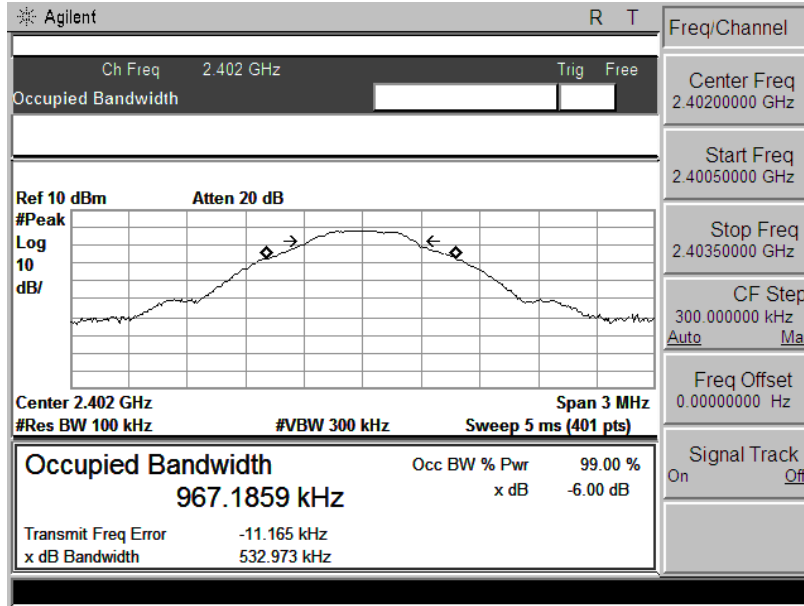 Agilent R T
Ch Freq 2.402 GHz Trig Free
Occupied Bandwidth
Ref 10 dBm Atten 20 dB
#Peak
Log
10
dB/
Center 2.402 GHz Span 3 MHz
#Res BW 100 kHz #VBW 300 kHz Sweep 5 ms (401 pts)
Occupied Bandwidth
967.1859 kHz
Occ BW % Pwr 99.00 %
x dB -6.00 dB
Transmit Freq Error -11.165 kHz
x dB Bandwidth 532.973 kHz
Freq/Channel
Center Freq
2.40200000 GHz
Start Freq
2.40050000 GHz
Stop Freq
2.40350000 GHz
CF Step
300.000000 kHz
Auto Ma
Freq Offset
0.00000000 Hz
Signal Track
On Off